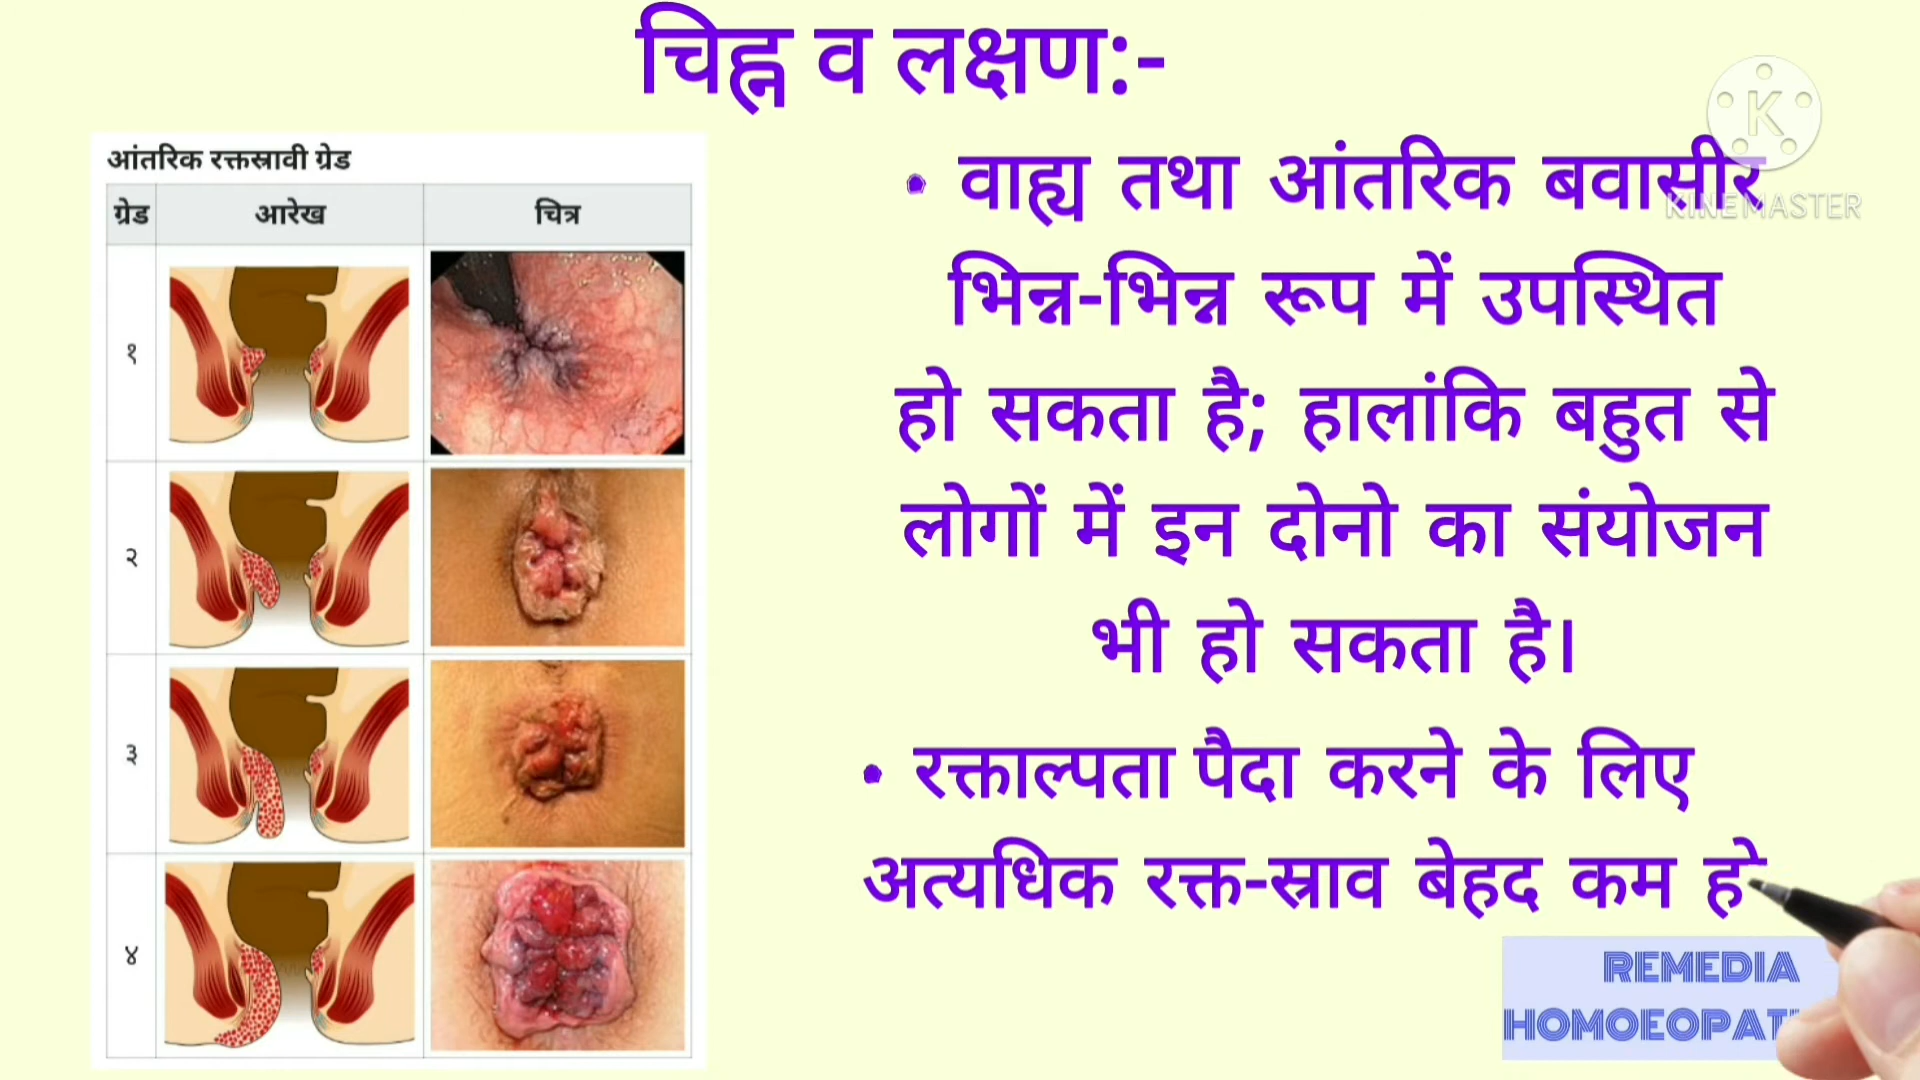 चिह्न व लक्षण:-
आंतरिक रक्तस्रावी ग्रेड
ग्रेड आरेख चित्र
१
२
३
४
• वाह्य तथा आंतरिक बवासीर
भिन्न-भिन्न रूप में उपस्थित
हो सकता है; हालांकि बहुत से
लोगों में इन दोनो का संयोजन
भी हो सकता है।
• रक्ताल्पता पैदा करने के लिए
अत्यधिक रक्त-स्राव बेहद कम हे
K
KINEMASTER
REMEDIA
HOMOEOPAT